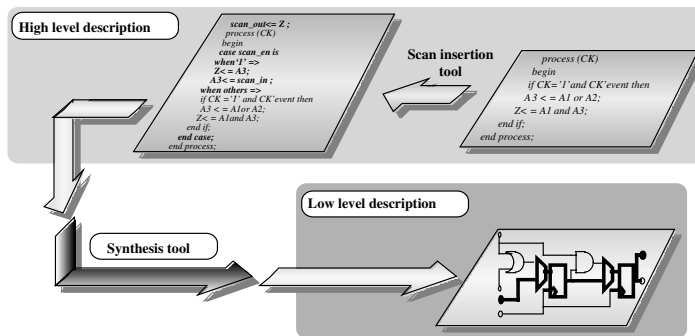 High level description
scan_out<= Z ;
process (CK)
begin
case scan_en is
when'1' =>
Z<= A3;
A3<= scan_in ;
when others =>
if CK ='1' and CK'event then
A3 < = A1or A2;
Z< = A1and A3;
end if;
end case;
end process;
Scan insertion
tool
process (CK)
begin
if CK='1'and CK'event then
A3 < = A1 or A2;
Z< = A1 and A3;
end if;
end process;
Synthesis tool
Low level description